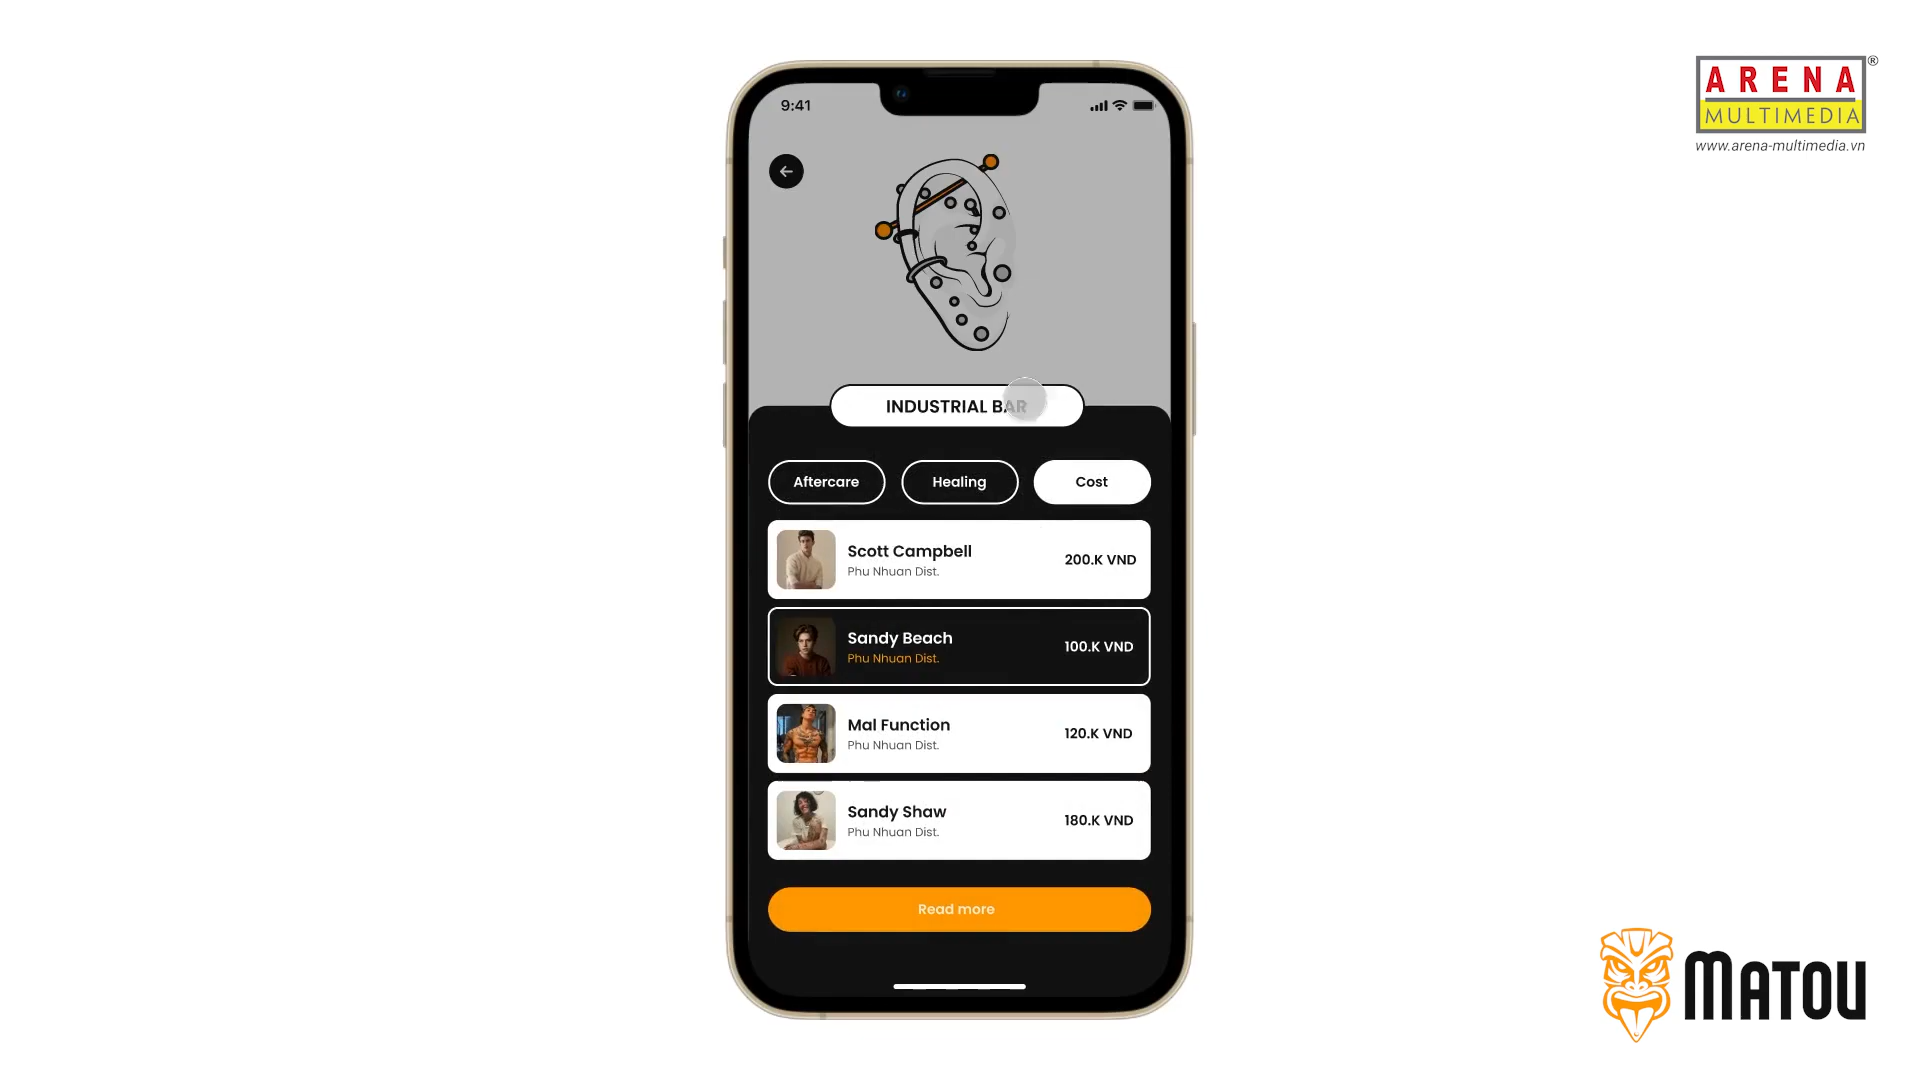 9:41
ARENA
®
MULTIMEDIA
www.arena-multimedia.vn
INDUSTRIAL BAR
Aftercare
Healing
Cost
Scott Campbell
Phu Nhuan Dist.
200.K VND
Sandy Beach
Phu Nhuan Dist.
100.K VND
Mal Function
Phu Nhuan Dist.
120.K VND
Sandy Shaw
Phu Nhuan Dist.
180.K VND
Read more
MATOU